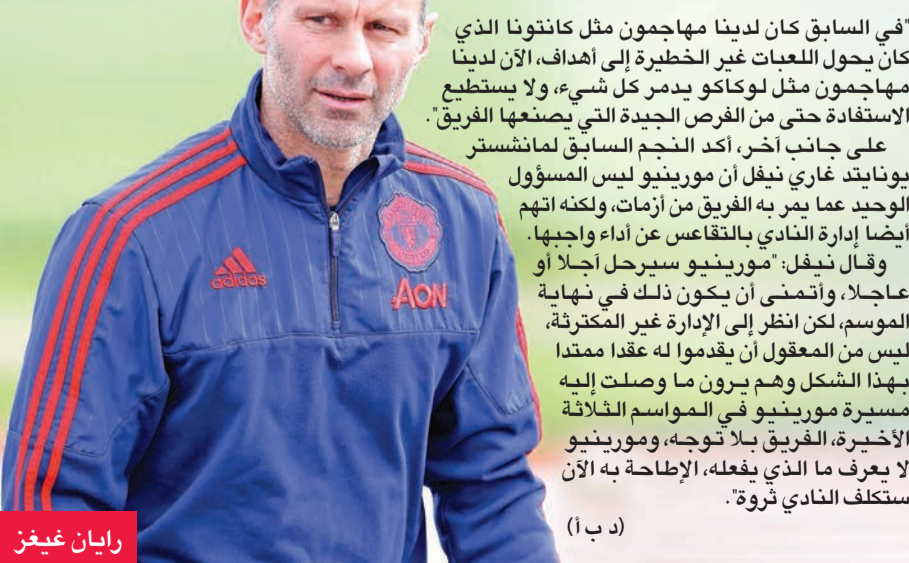 "في السابق كان لدينا مهاجمون مثل كانتونا الذي
كان يحول اللعبات غير الخطيرة إلى أهداف، الآن لدينا
مهاجمون مثل لوكاكو يدمر كل شيء، ولا يستطيع
الاستفادة حتى من الفرص الجيدة التي يصنعها الفريق".
على جانب آخر، أكد النجم السابق لمانشستر
يونايتد غاري نيفل أن مورينيو ليس المسؤول
الوحيد عما يمر به الفريق من أزمات، ولكنه اتهم
أيضا إدارة النادي بالتقاعس عن أداء واجبها.
وقال نيفل: "مورينيو سيرحل آجلا أو
عاجلا، وأتمنى أن يكون ذلك في نهاية
الموسم، لكن انظر إلى الإدارة غير المكترثة،
ليس من المعقول أن يقدموا له عقدا ممتدا
بهذا الشكل وهم يرون ما وصلت إليه
مسيرة مورينيو في المواسم الثلاثة
الأخيرة، الفريق بلا توجه، ومورينيو
لا يعرف ما الذي يفعله، الإطاحة به الآن
ستكلف النادي ثروة".
(د ب أ)
adidas
UNITED
AON
رايان غيغز